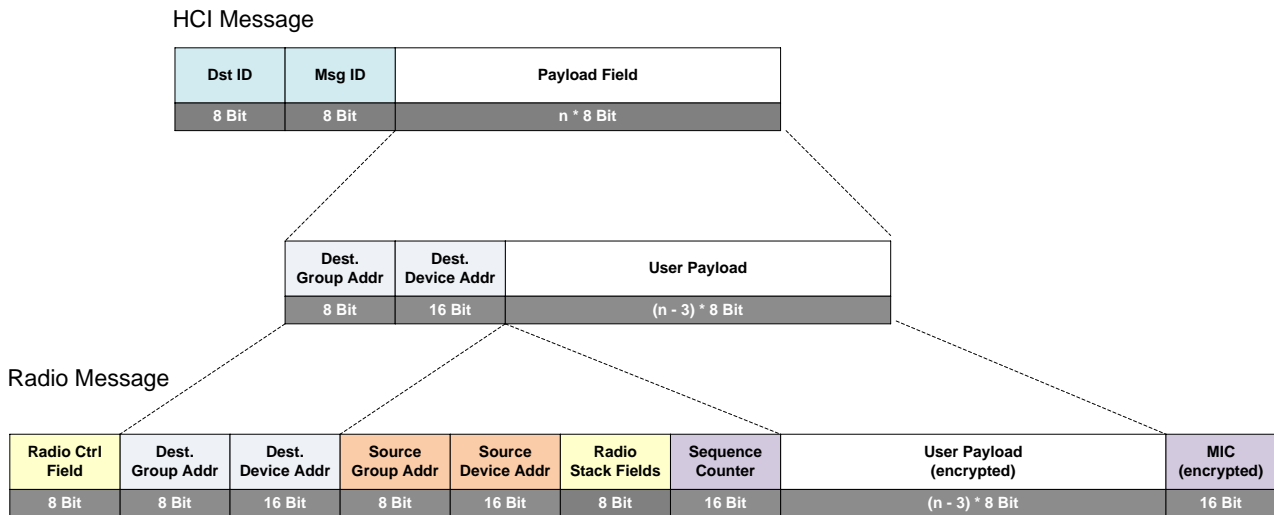 HCI Message
Dst ID Msg ID Payload Field
8 Bit 8 Bit n * 8 Bit
Dest. Dest. User Payload
Group Addr Device Addr
8 Bit 16 Bit (n - 3) * 8 Bit
Radio Message
Radio Ctrl Dest. Dest. Source Source Radio Sequence User Payload MIC
Field Group Addr Device Addr Group Addr Device Addr Stack Fields Counter (encrypted) (encrypted)
8 Bit 8 Bit 16 Bit 8 Bit 16 Bit 8 Bit 16 Bit (n - 3) * 8 Bit 16 Bit